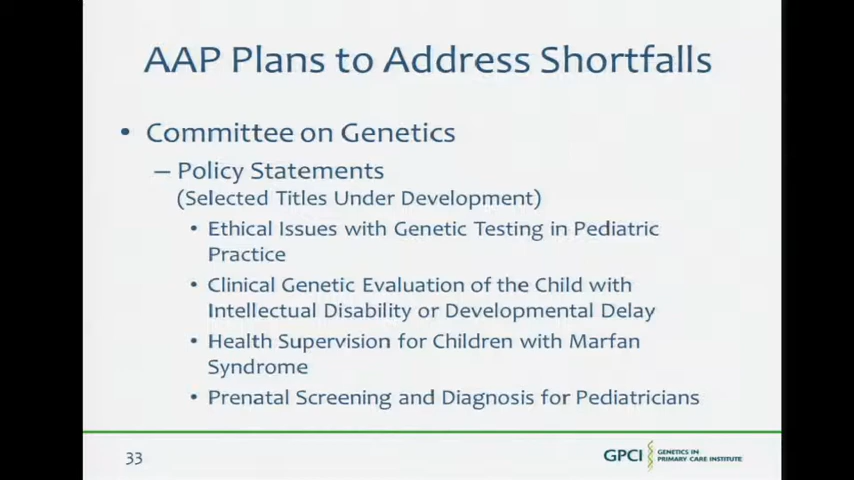 AAP Plans to Address Shortfalls
• Committee on Genetics
– Policy Statements
(Selected Titles Under Development)
• Ethical Issues with Genetic Testing in Pediatric
Practice
• Clinical Genetic Evaluation of the Child with
Intellectual Disability or Developmental Delay
• Health Supervision for Children with Marfan
Syndrome
• Prenatal Screening and Diagnosis for Pediatricians
33
GPCI
GENETICS IN
PRIMARY CARE INSTITUTE